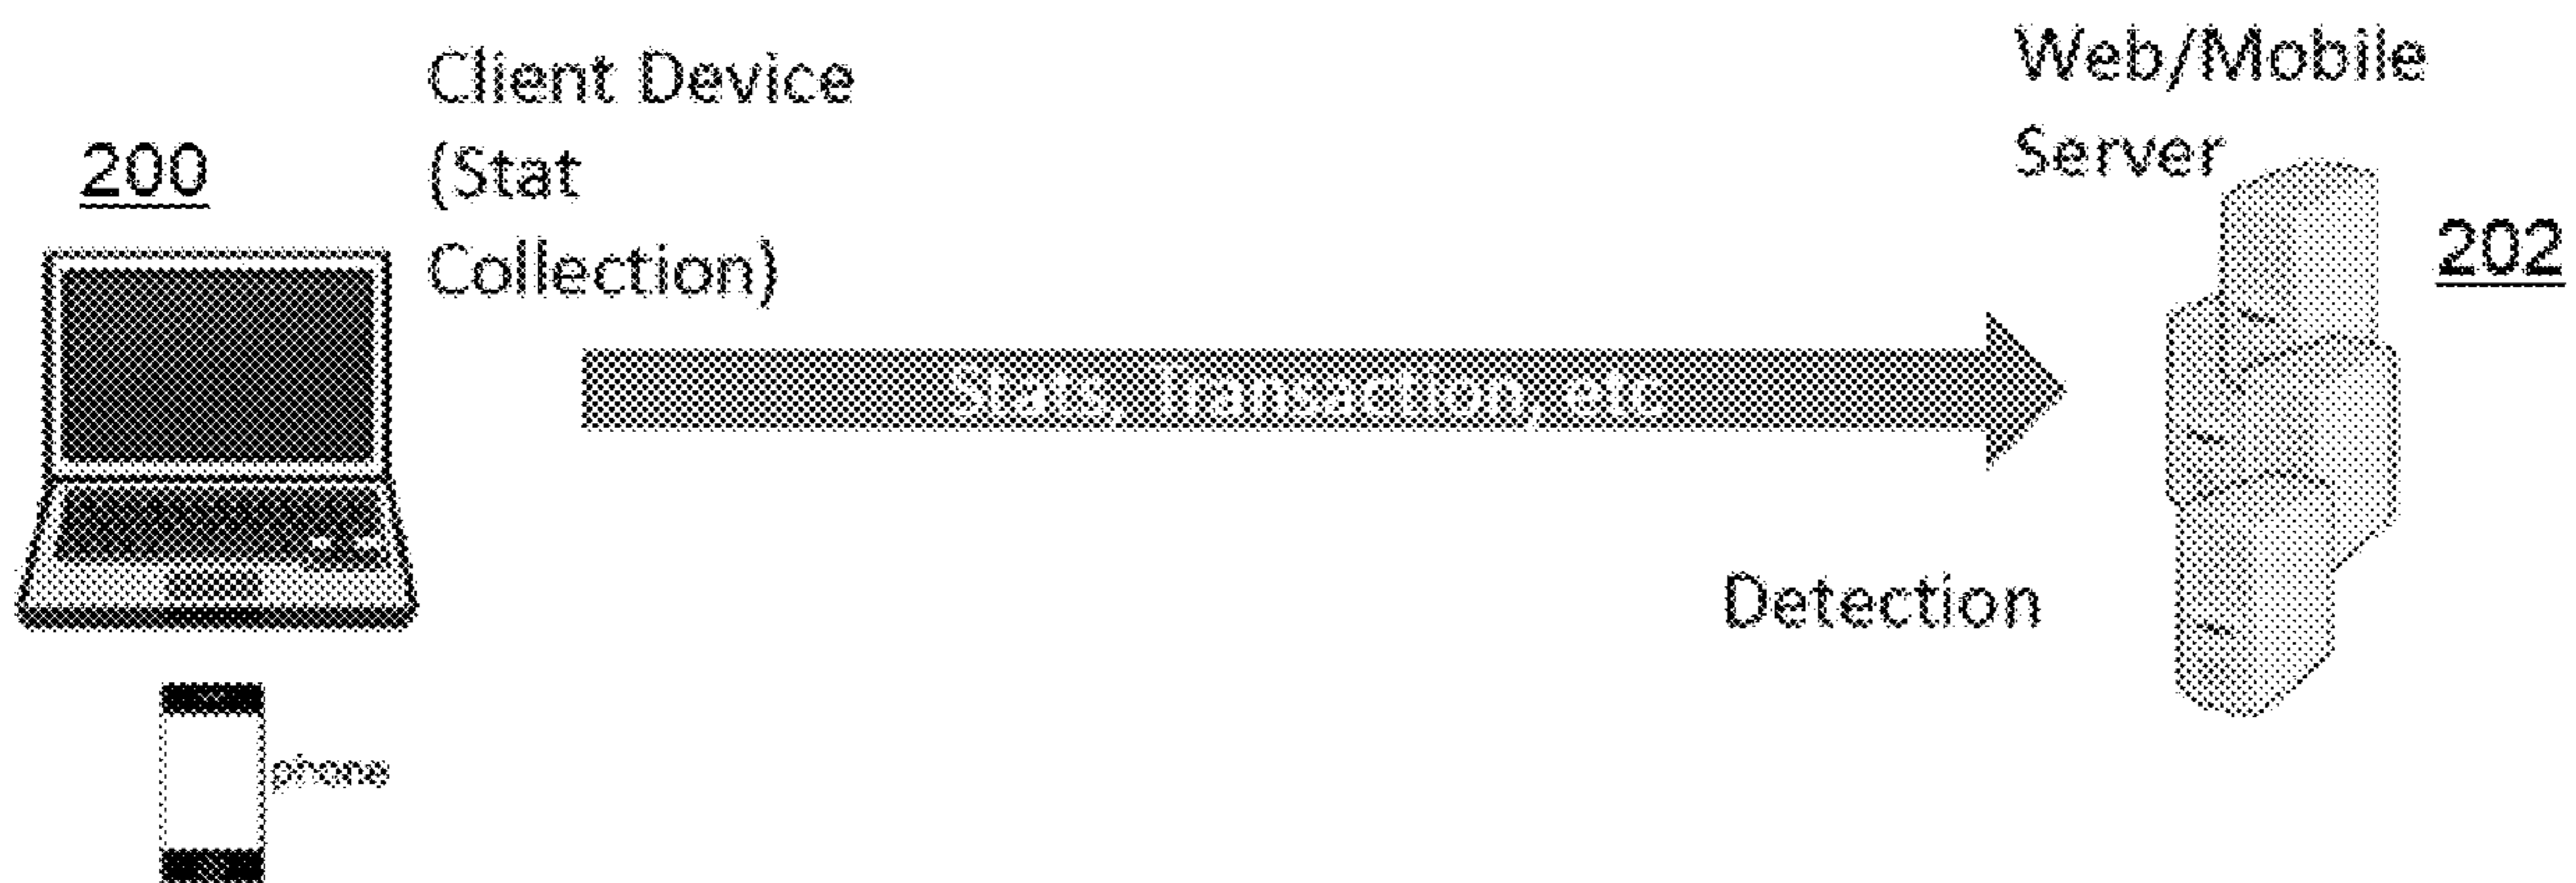 Client Device
(Stat
Collection)
200
Web/Mobile
Server
202
Stats, Transaction, etc
Detection
phone